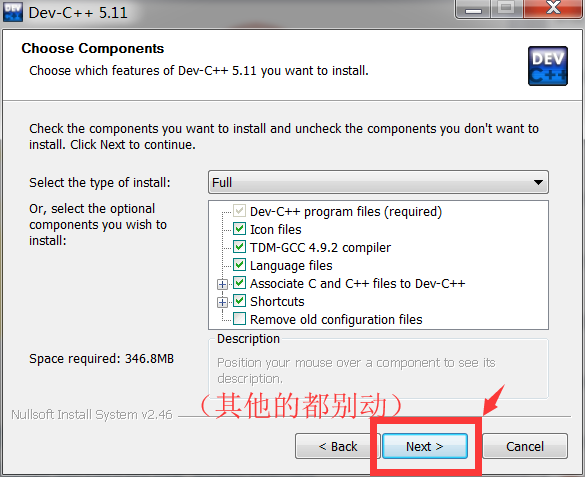 Dev-C++ 5.11
Choose Components
Choose which features of Dev-C++ 5.11 you want to install.
DEV
C++
Check the components you want to install and uncheck the components you don't want to
install. Click Next to continue.
Select the type of install:
Full
Or, select the optional
components you wish to
install:
Dev-C++ program files (required)
Icon files
TDM-GCC 4.9.2 compiler
Language files
Associate C and C++ files to Dev-C++
Shortcuts
Remove old configuration files
Space required: 346.8MB
Description
Position your mouse over a component to see its
description.
(其他的都别动)
Nullsoft Install System v2.46
< Back
Next >
Cancel